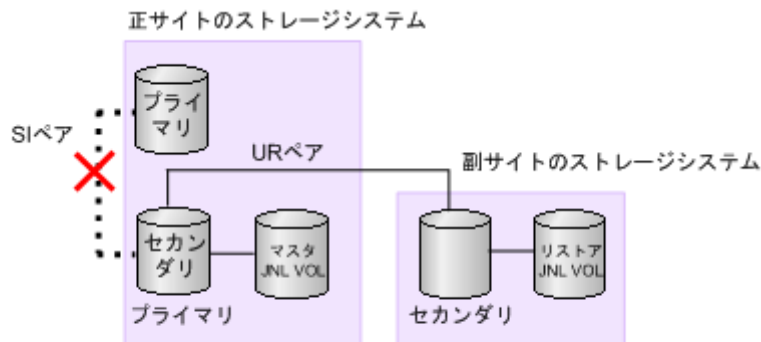 正サイトのストレージシステム
プライ
マリ
SIペア
URペア
副サイトのストレージシステム
セカン
ダリ
マスタ
JNL VOL
リストア
JNL VOL
プライマリ
セカンダリ